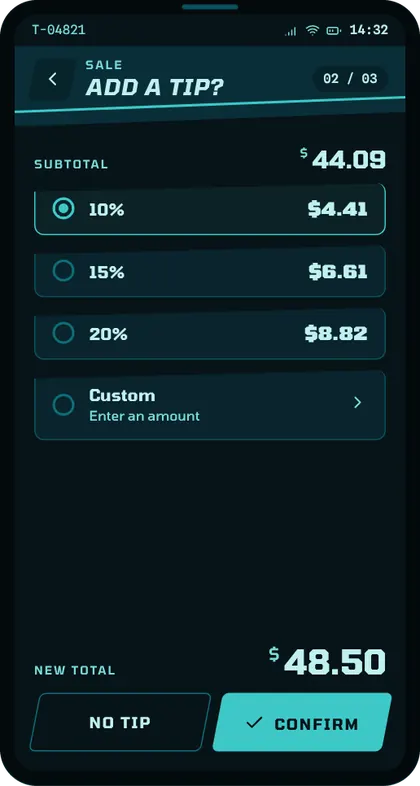 T-04821 14:32
SALE
ADD A TIP?
02 / 03
SUBTOTAL $44.09
10% $4.41
15% $6.61
20% $8.82
Custom
Enter an amount
NEW TOTAL $48.50
NO TIP CONFIRM